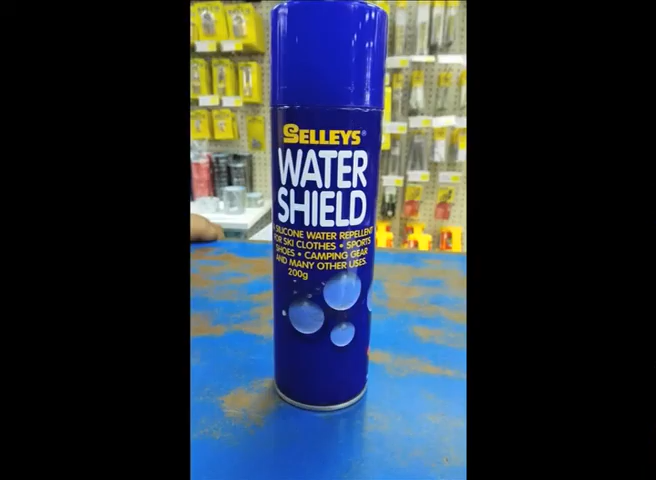 SELLEYS®
WATER
SHIELD
SILICONE WATER REPELLENT
FOR SKI CLOTHES • SPORTS
SHOES • CAMPING GEAR
AND MANY OTHER USES.
200g